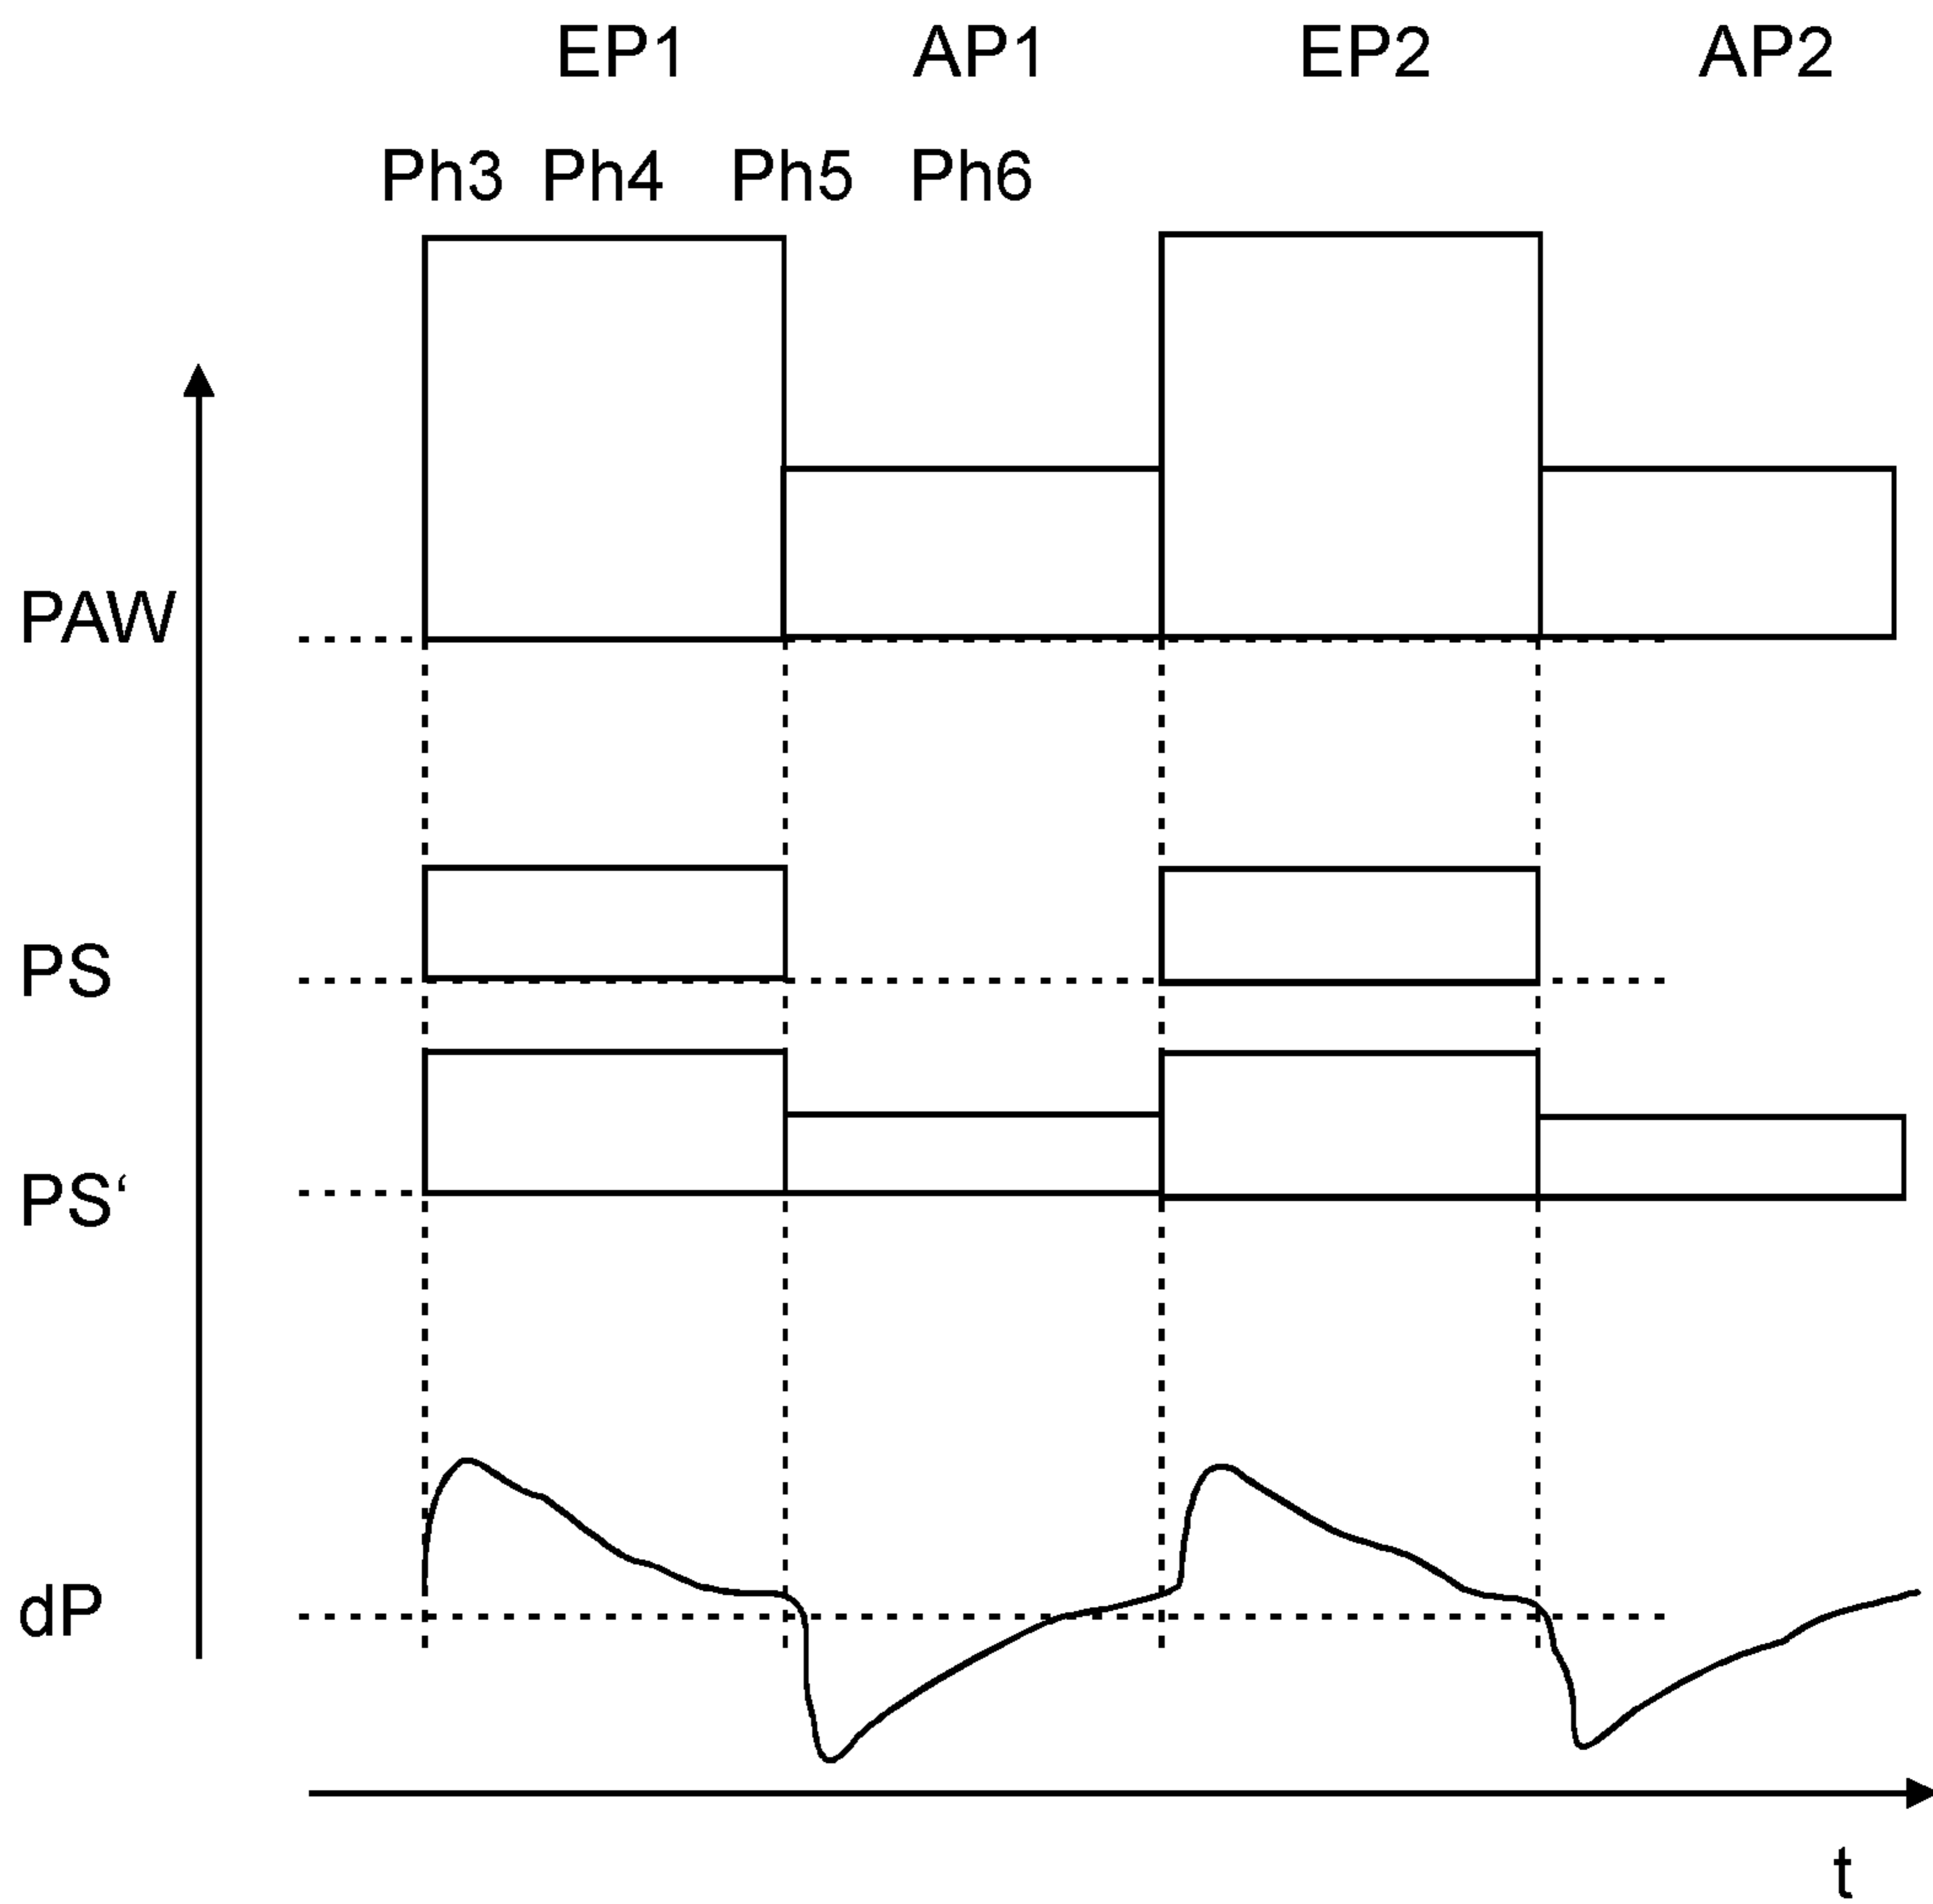 EP1 AP1 EP2 AP2
Ph3 Ph4 Ph5 Ph6
PAW
PS
PS‘
dP
t